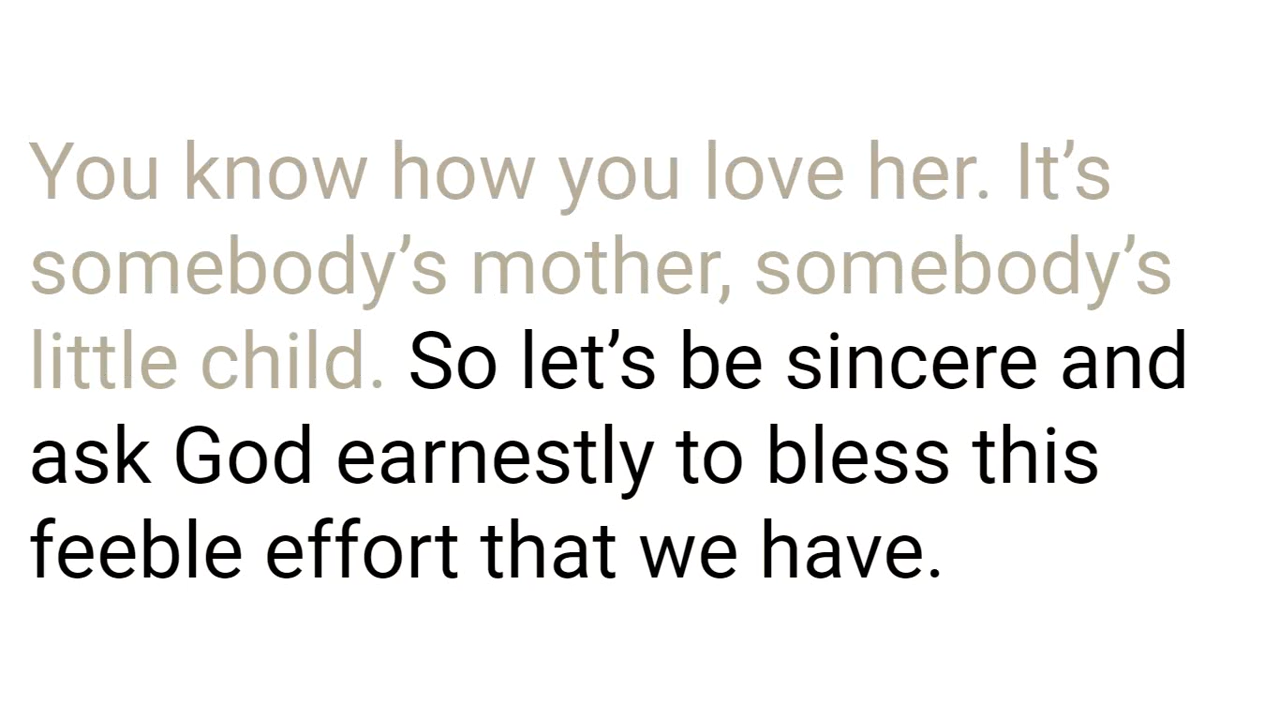 You know how you love her. It’s
somebody’s mother, somebody’s
little child. So let’s be sincere and
ask God earnestly to bless this
feeble effort that we have.